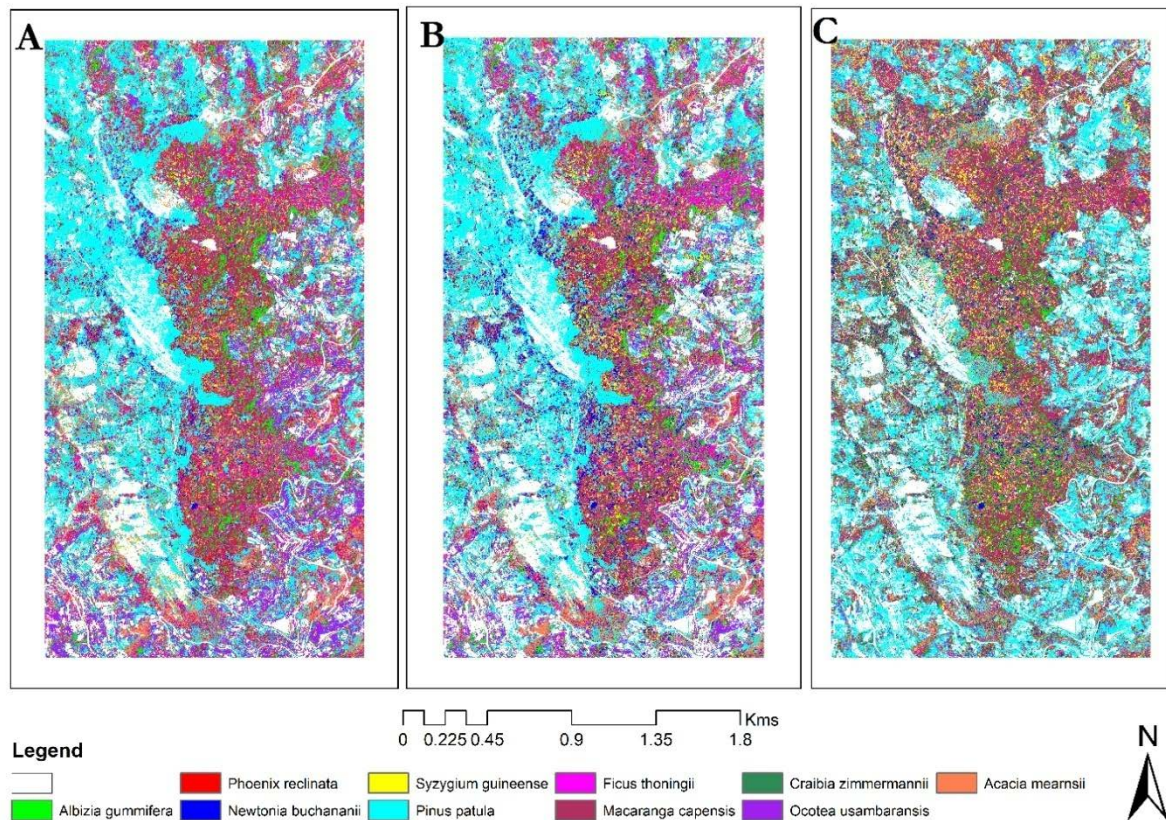 A B C
Kms
0 0.225 0.45 0.9 1.35 1.8
N
Legend
Phoenix reclinata Syzygium guineense Ficus thoningii Craibia zimmermannii Acacia mearnsii
Albizia gummifera Newtonia buchananii Pinus patula Macaranga capensis Ocotea usambaransis